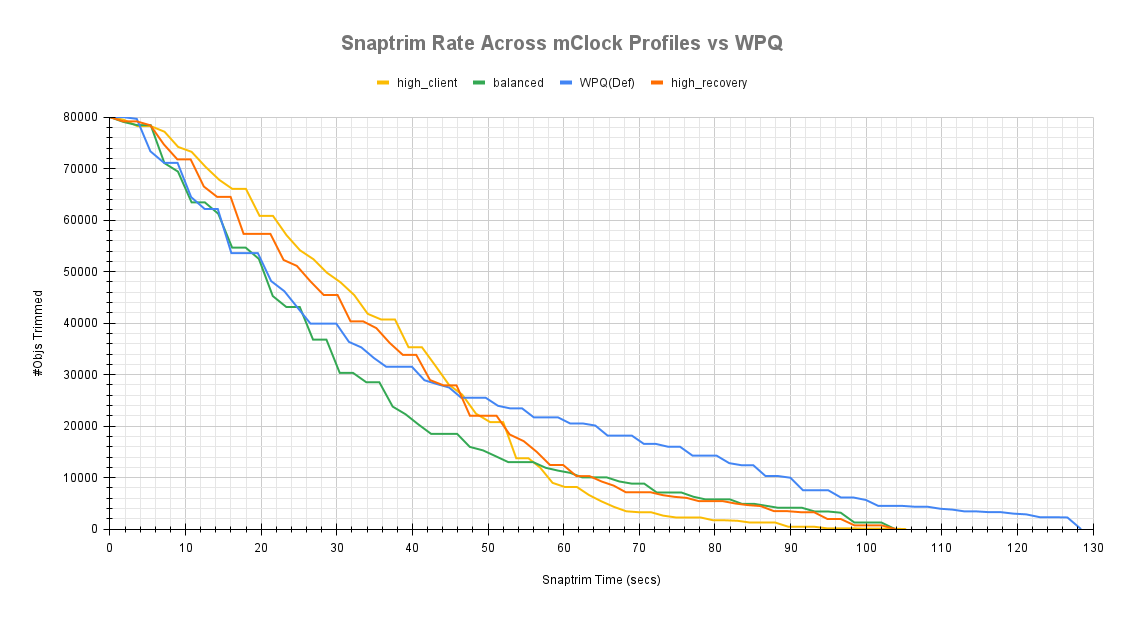 Snaptrim Rate Across mClock Profiles vs WPQ
high_client balanced WPQ(Def) high_recovery
80000
70000
60000
50000
40000
30000
20000
10000
0
#Objs Trimmed
0 10 20 30 40 50 60 70 80 90 100 110 120 130
Snaptrim Time (secs)